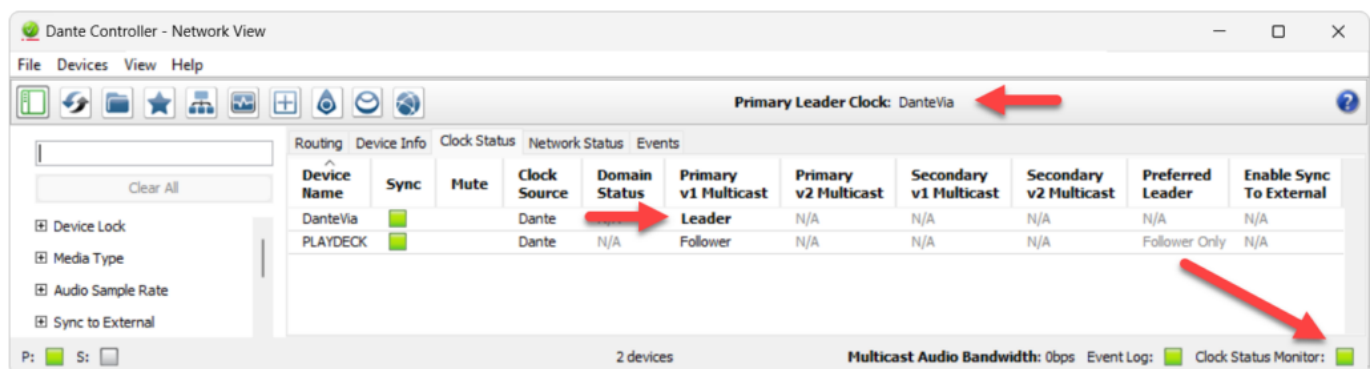 Dante Controller - Network View
File Devices View Help
Primary Leader Clock: DanteVia
Routing Device Info Clock Status Network Status Events
Clear All
Device Name Sync Mute Clock Source Domain Status Primary v1 Multicast Primary v2 Multicast Secondary v1 Multicast Secondary v2 Multicast Preferred Leader Enable Sync To External
DanteVia Dante Leader N/A N/A N/A N/A N/A
Device Lock
PLAYDECK Dante N/A Follower N/A N/A N/A Follower Only N/A
Media Type
Audio Sample Rate
Sync to External
P: S: 2 devices Multicast Audio Bandwidth: 0bps Event Log: Clock Status Monitor: